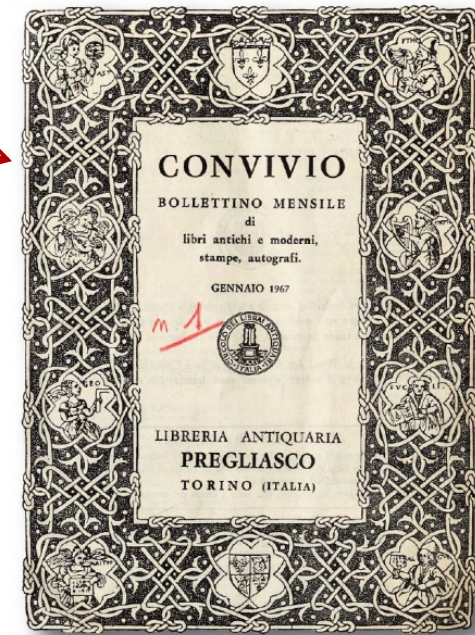 CONVIVIO
BOLLETTINO MENSILE
di
libri antichi e moderni,
stampe, autografi.
GENNAIO 1967
n. 1
LIBRERIA ANTIQUARIA
PREGLIASCO
TORINO (ITALIA)